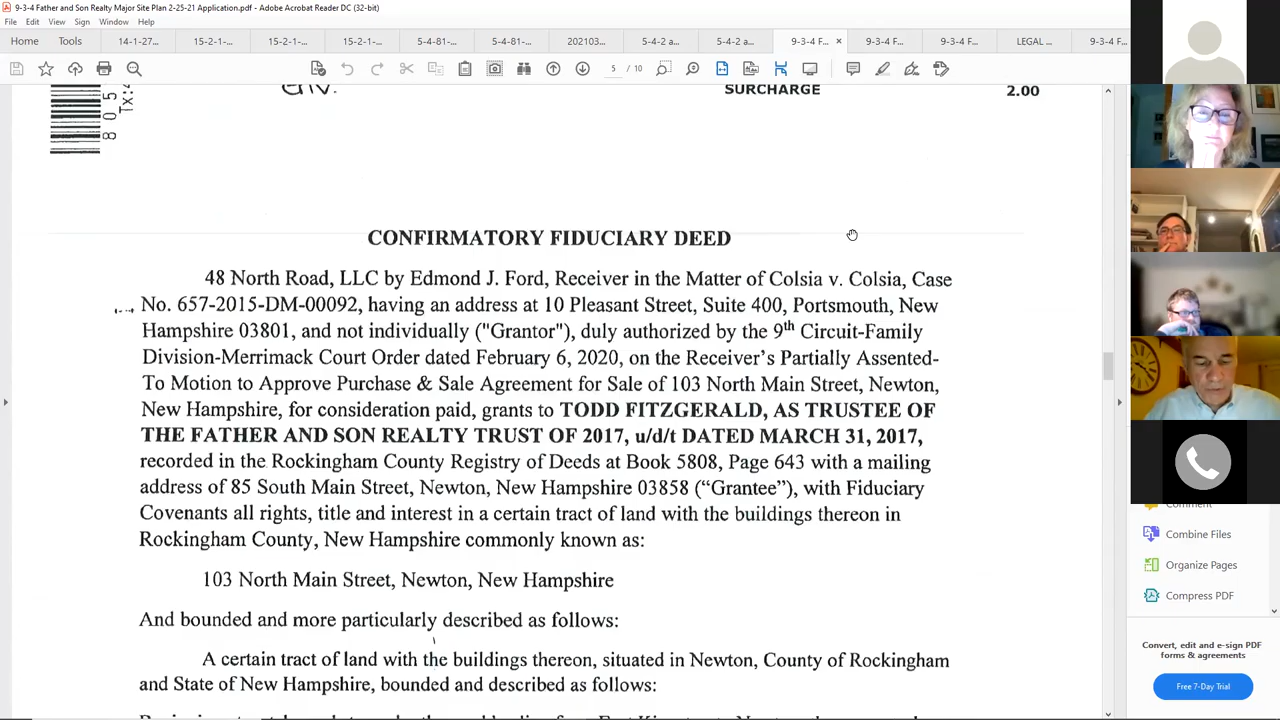 9-3-4 Father and Son Realty Major Site Plan 2-25-21 Application.pdf - Adobe Acrobat Reader DC (32-bit)
File Edit View Sign Window Help
Home Tools 14-1-27... 15-2-1-... 15-2-1-... 15-2-1-... 5-4-81-... 5-4-81-... 202103... 5-4-2 a... 5-4-2 a... 9-3-4 F... × 9-3-4 F... 9-3-4 F... LEGAL ... 9-3-4 F
5 / 10
SURCHARGE 2.00
805
Tx:4
CONFIRMATORY FIDUCIARY DEED
48 North Road, LLC by Edmond J. Ford, Receiver in the Matter of Colsia v. Colsia, Case
No. 657-2015-DM-00092, having an address at 10 Pleasant Street, Suite 400, Portsmouth, New
Hampshire 03801, and not individually ("Grantor"), duly authorized by the 9th Circuit-Family
Division-Merrimack Court Order dated February 6, 2020, on the Receiver's Partially Assented-
To Motion to Approve Purchase & Sale Agreement for Sale of 103 North Main Street, Newton,
New Hampshire, for consideration paid, grants to TODD FITZGERALD, AS TRUSTEE OF
THE FATHER AND SON REALTY TRUST OF 2017, u/d/t DATED MARCH 31, 2017,
recorded in the Rockingham County Registry of Deeds at Book 5808, Page 643 with a mailing
address of 85 South Main Street, Newton, New Hampshire 03858 ("Grantee"), with Fiduciary
Covenants all rights, title and interest in a certain tract of land with the buildings thereon in
Rockingham County, New Hampshire commonly known as:
103 North Main Street, Newton, New Hampshire
And bounded and more particularly described as follows:
A certain tract of land with the buildings thereon, situated in Newton, County of Rockingham
and State of New Hampshire, bounded and described as follows:
Comment
Combine Files
Organize Pages
Compress PDF
Convert, edit and e-sign PDF
forms & agreements
Free 7-Day Trial